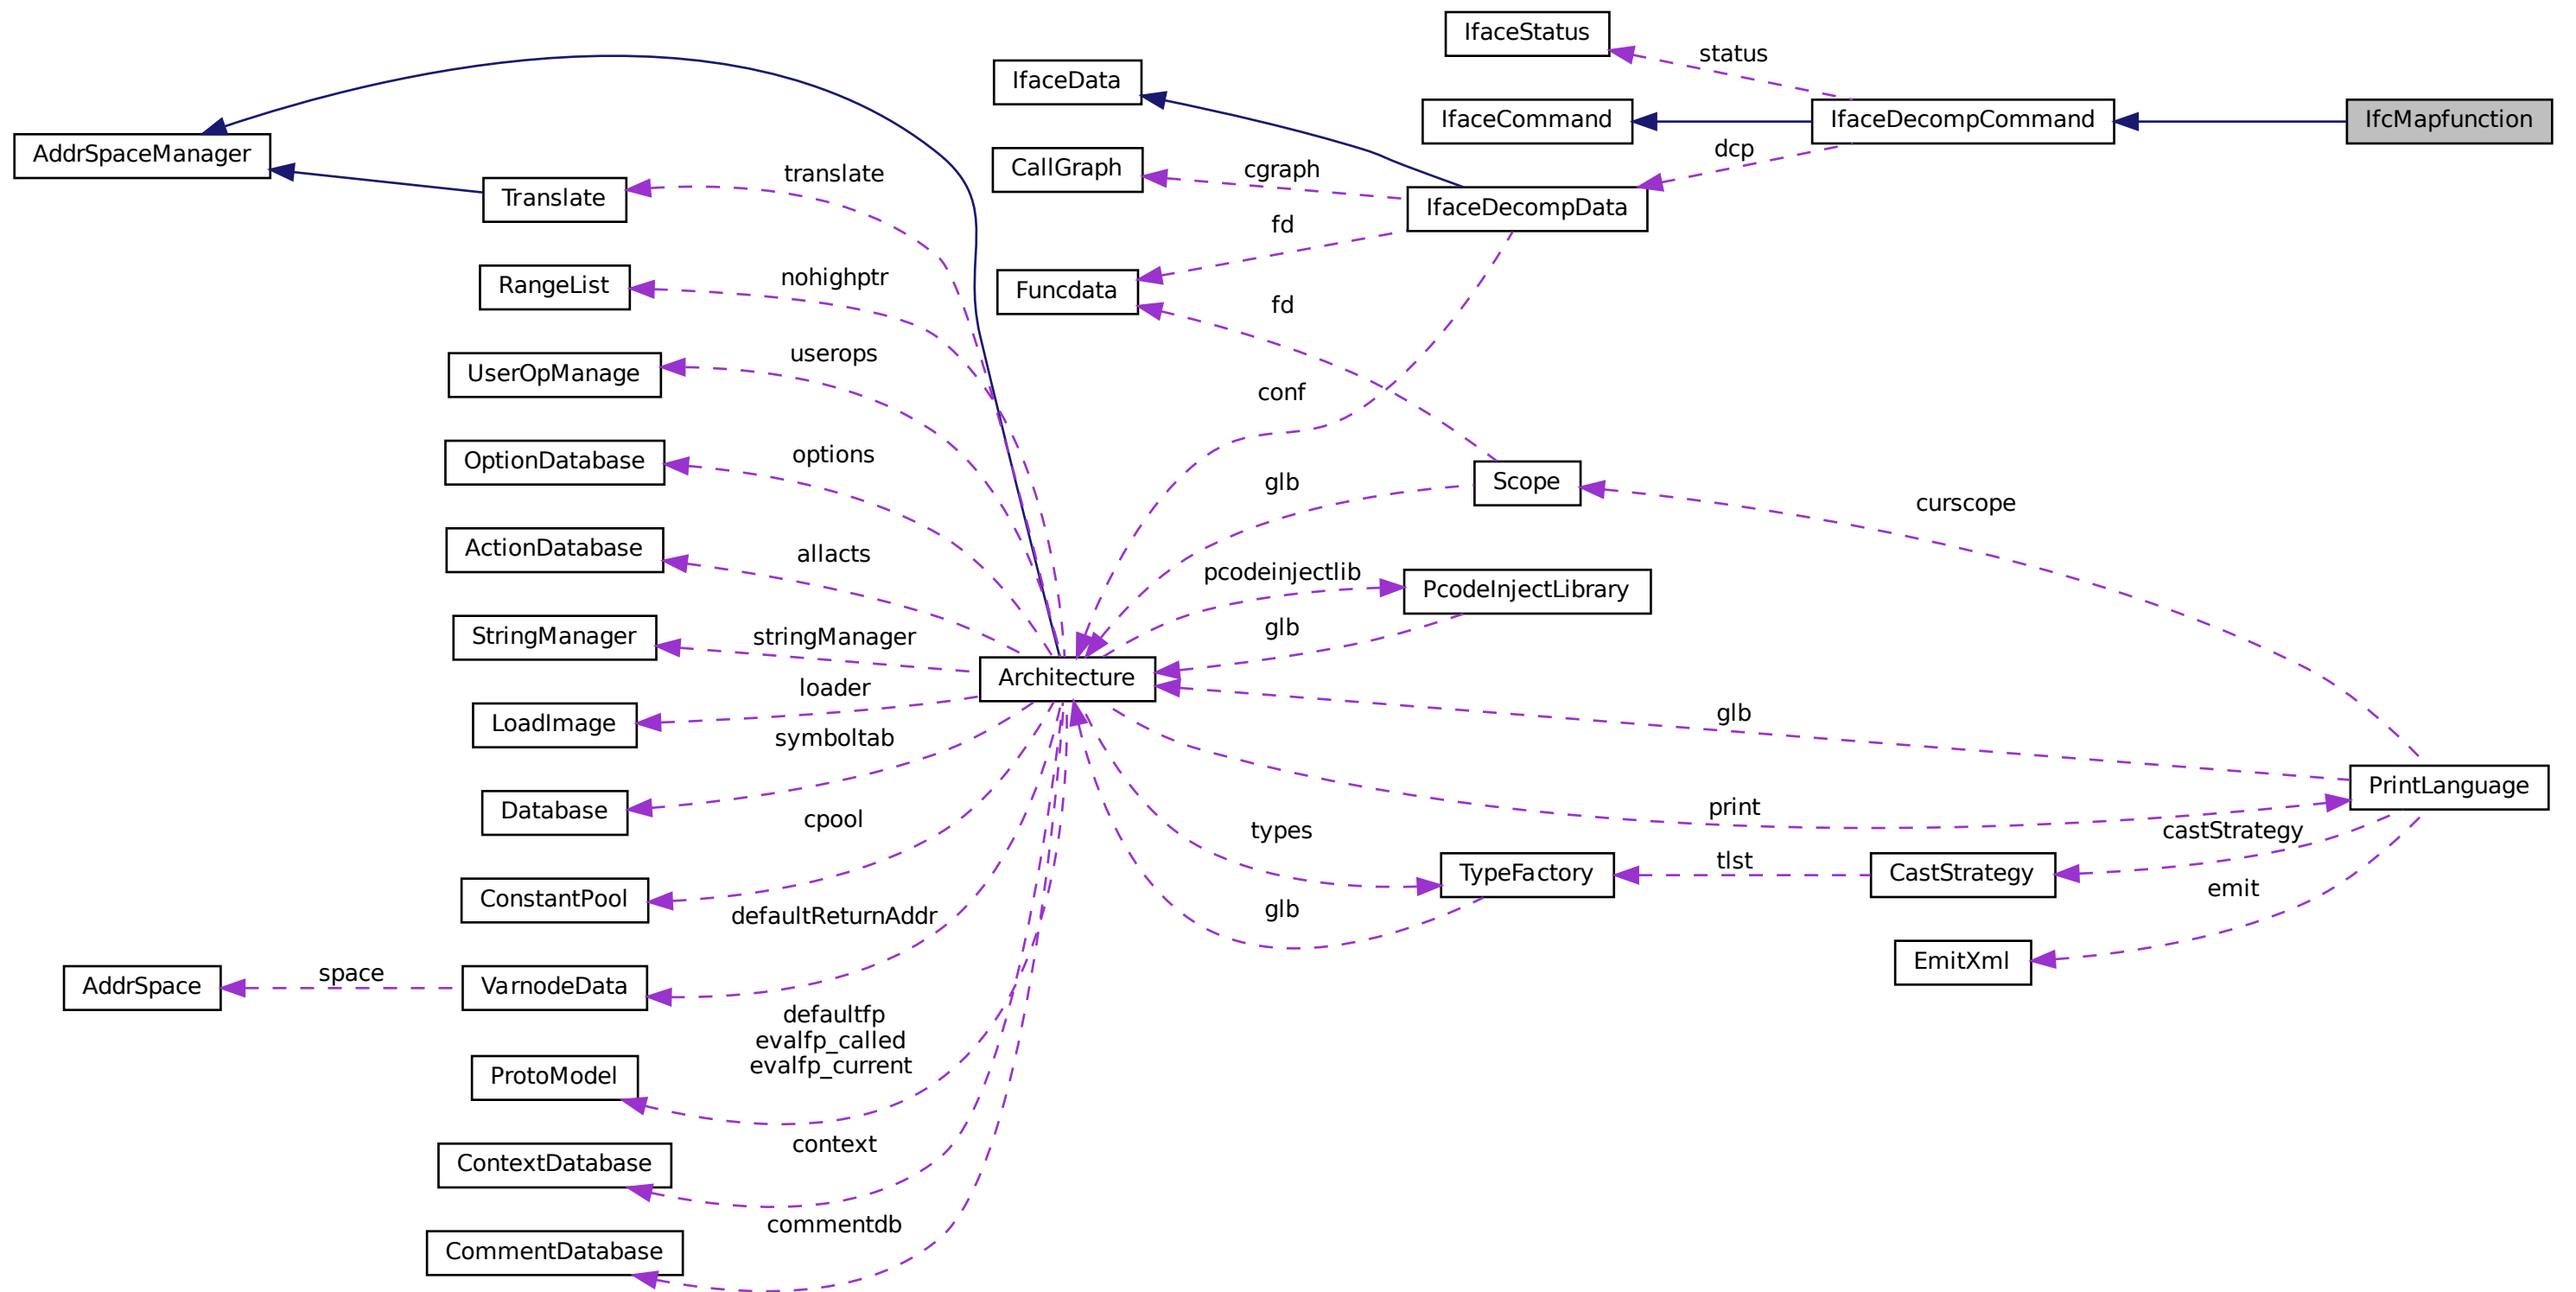 IfaceStatus
status
IfaceData
IfaceCommand
IfaceDecompCommand
IfcMapfunction
AddrSpaceManager
dcp
CallGraph
cgraph
translate
Translate
IfaceDecompData
fd
nohighptr
RangeList
Funcdata
fd
userops
UserOpManage
conf
options
OptionDatabase
glb
Scope
curscope
allacts
ActionDatabase
pcodeinjectlib
PcodeInjectLibrary
stringManager
StringManager
glb
Architecture
loader
LoadImage
glb
symboltab
PrintLanguage
Database
print
cpool
types
castStrategy
tlst
TypeFactory
CastStrategy
ConstantPool
emit
defaultReturnAddr
glb
EmitXml
space
AddrSpace
VarnodeData
defaultfp
evalfp_called
evalfp_current
ProtoModel
context
ContextDatabase
commentdb
CommentDatabase